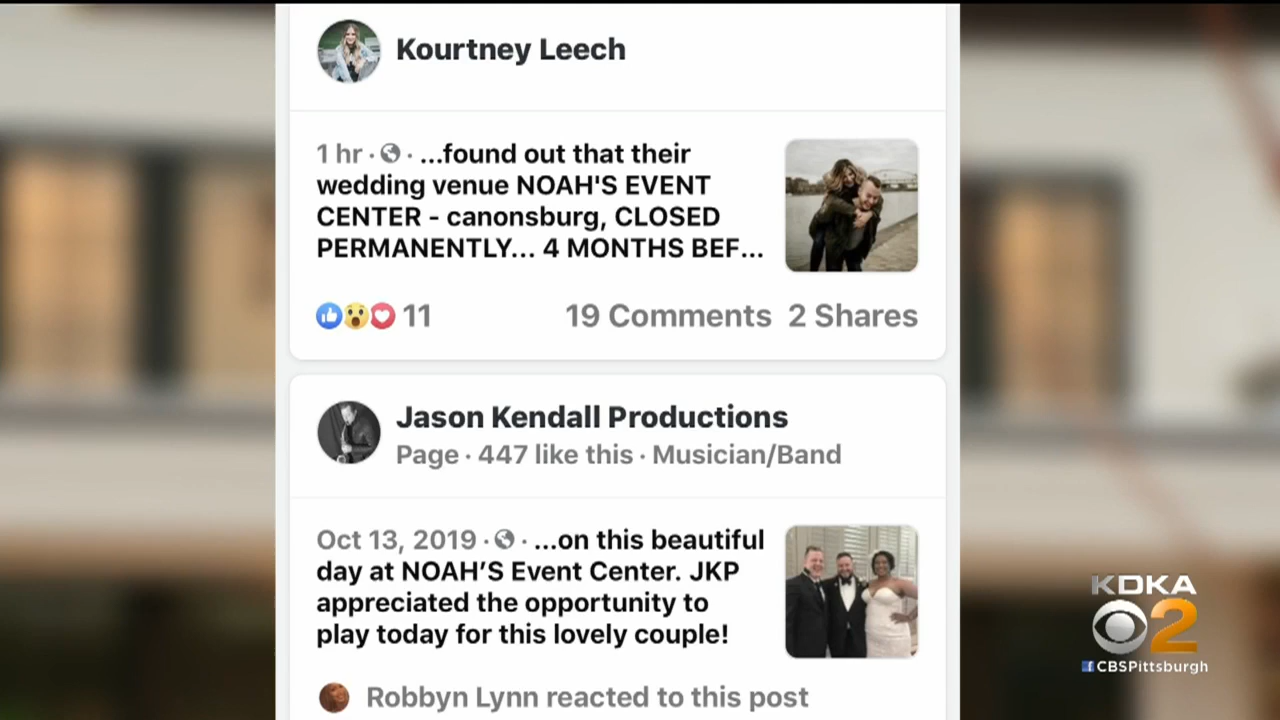 Kourtney Leech
1 hr · · ...found out that their
wedding venue NOAH'S EVENT
CENTER - canonsburg, CLOSED
PERMANENTLY... 4 MONTHS BEF...
11
19 Comments 2 Shares
Jason Kendall Productions
Page · 447 like this · Musician/Band
Oct 13, 2019 · · ...on this beautiful
day at NOAH’S Event Center. JKP
appreciated the opportunity to
play today for this lovely couple!
Robbyn Lynn reacted to this post
KDKA
2
f CBSPittsburgh